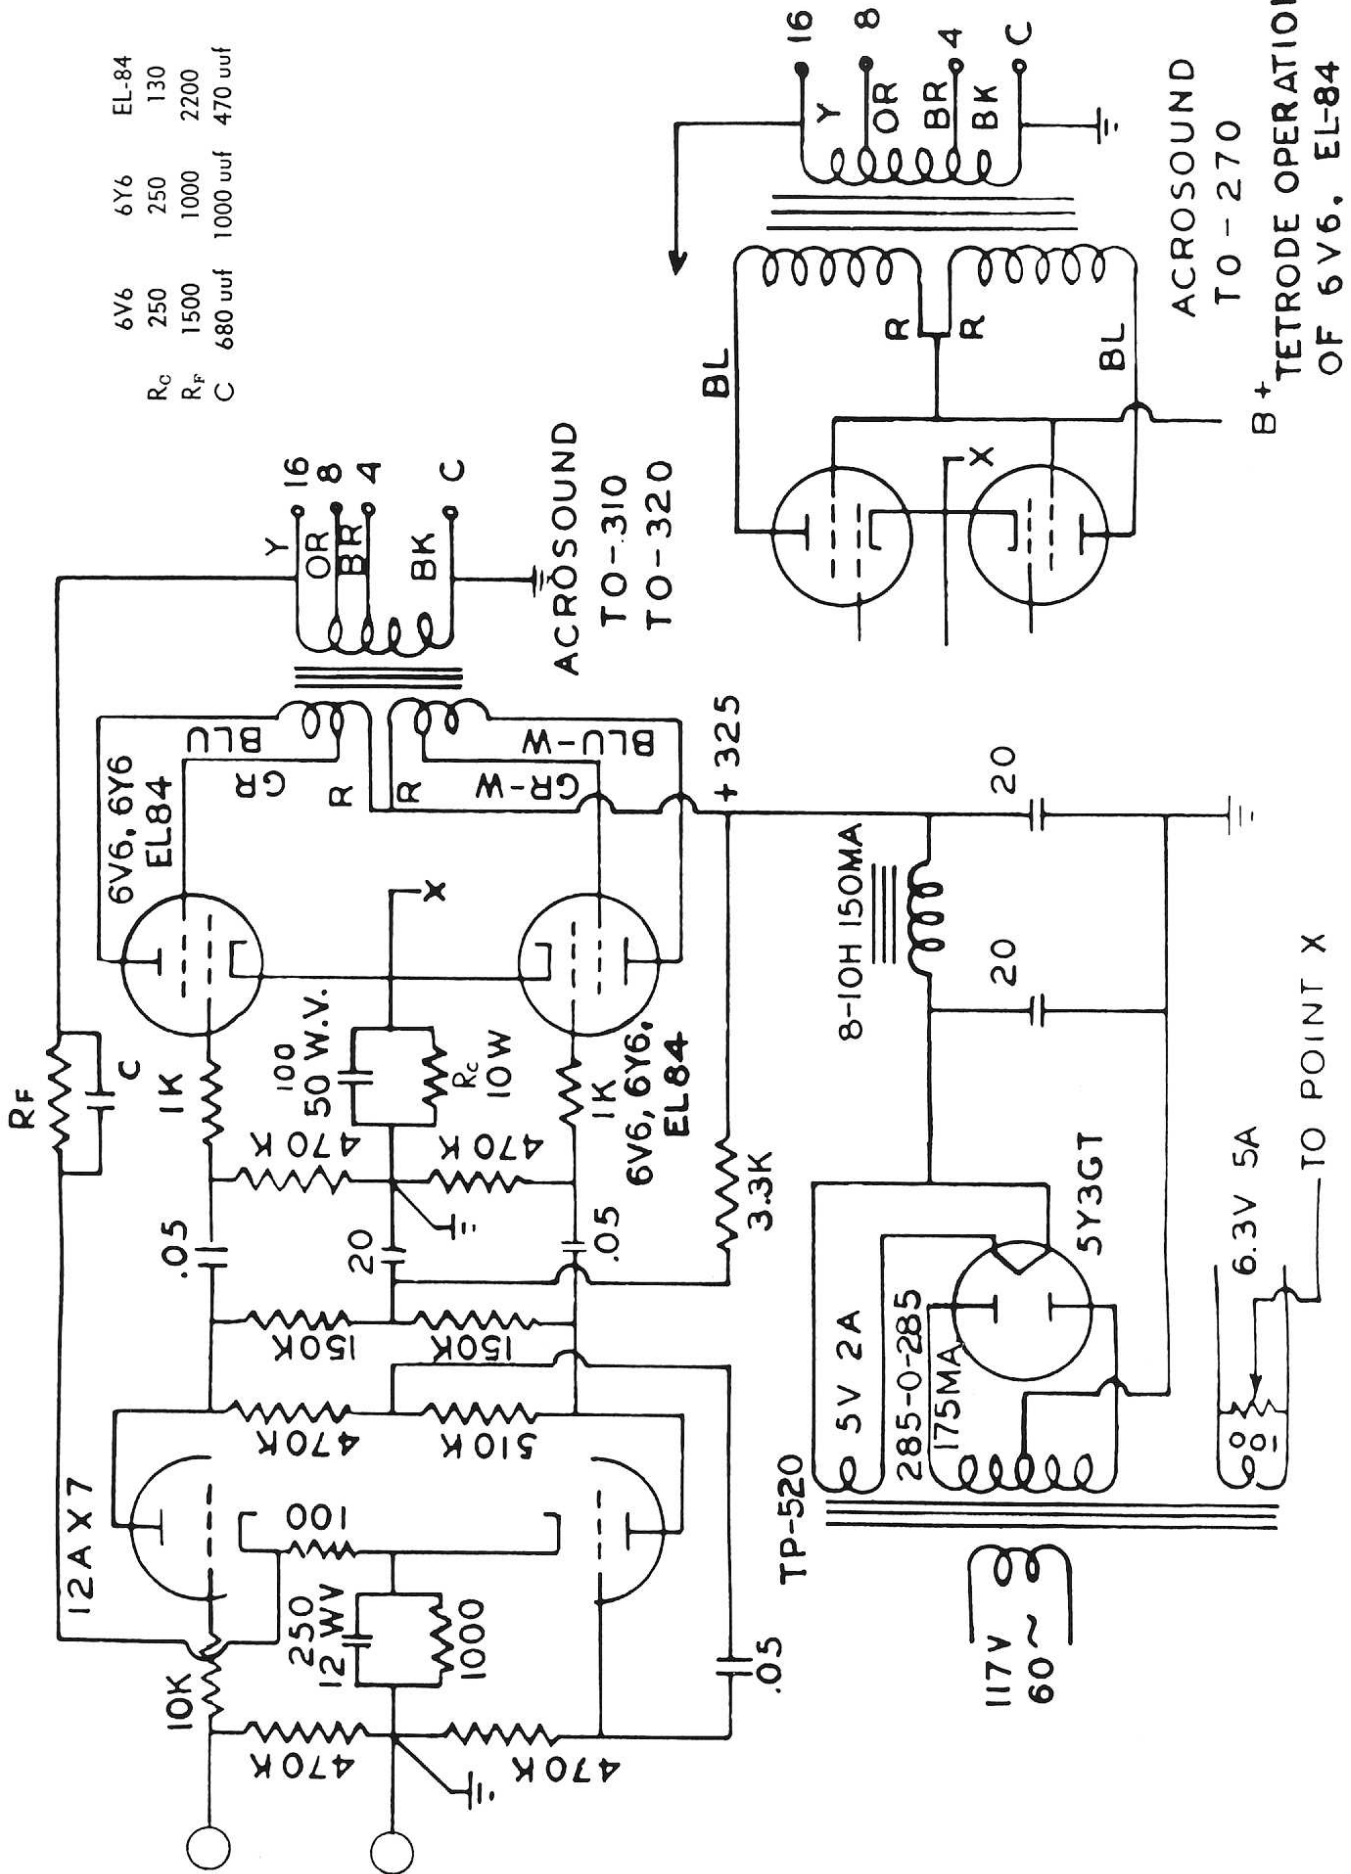 6V6 6Y6 EL-84
RC 250 250 130
RF 1500 1000 2200
C 680 uuf 1000 uuf 470 uuf
RF
C
12AX7
10K
470K
470K
250
12 WV
1000
100
.05
470K
510K
150K
150K
.05
20
.05
1K
470K
470K
100
50 W.V.
RC
10W
1K
6V6, 6Y6,
EL84
6V6, 6Y6
EL84
X
BLU
GR
R
R
GR-W
BLU-W
Y
OR
BR
BK
16
8
4
C
ACROSOUND
TO-310
TO-320
3.3K
+325
TP-520
117V
60~
5V 2A
285-0-285
175MA
5Y3GT
8-10H 150MA
20
20
6.3V 5A
100
TO POINT X
BL
R
R
BL
X
B+
Y
OR
BR
BK
16
8
4
C
ACROSOUND
TO-270
TETRODE OPERATION
OF 6V6, EL-84